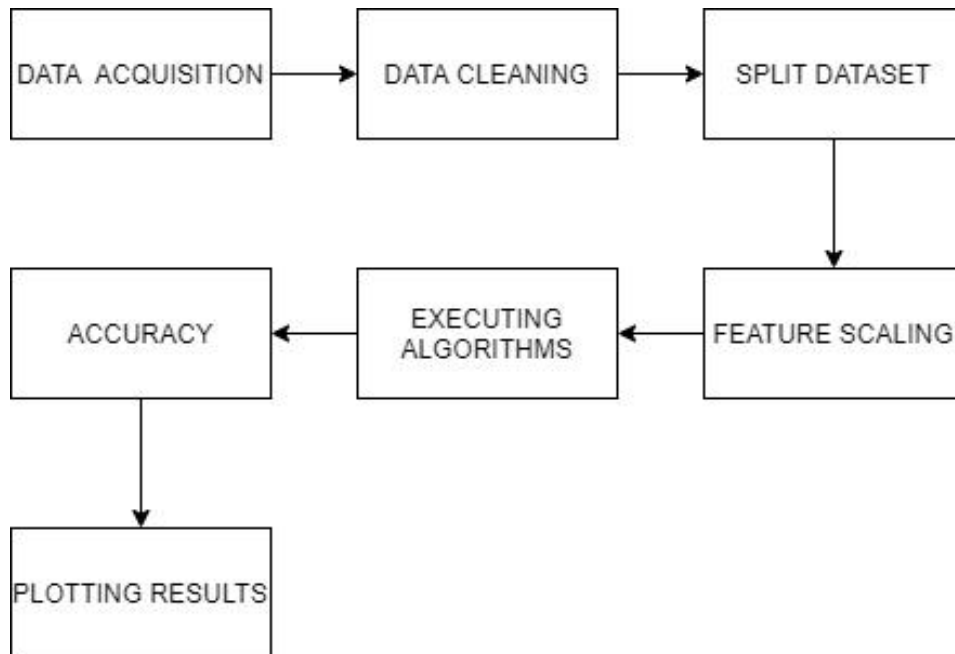 DATA ACQUISITION
DATA CLEANING
SPLIT DATASET
FEATURE SCALING
EXECUTING
ALGORITHMS
ACCURACY
PLOTTING RESULTS